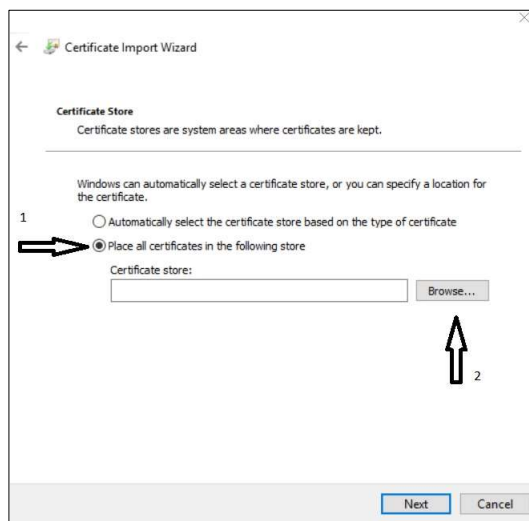 Certificate Import Wizard
Certificate Store
Certificate stores are system areas where certificates are kept.
Windows can automatically select a certificate store, or you can specify a location for
the certificate.
1
Automatically select the certificate store based on the type of certificate
Place all certificates in the following store
Certificate store:
Browse...
2
Next
Cancel